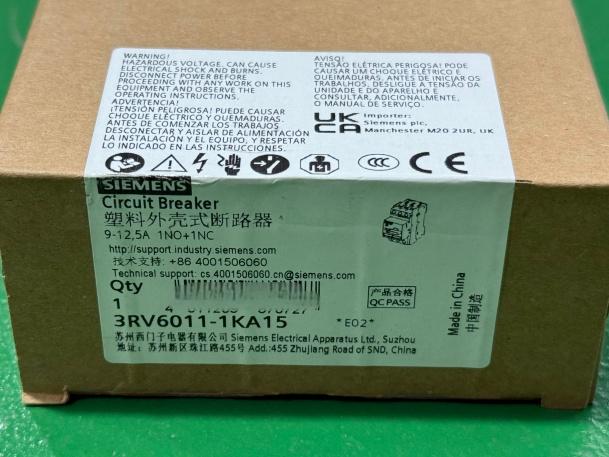 WARNING!
HAZARDOUS VOLTAGE. CAN CAUSE
ELECTRICAL SHOCK AND BURNS.
DISCONNECT POWER BEFORE
PROCEEDING WITH ANY WORK ON THIS
EQUIPMENT AND OBSERVE THE
OPERATING INSTRUCTIONS.
ADVERTENCIA!
¡TENSIÓN PELIGROSA! PUEDE CAUSAR
CHOQUE ELÉCTRICO Y QUEMADURAS.
ANTES DE COMENZAR LOS TRABAJOS,
DESCONECTAR Y AISLAR DE ALIMENTACIÓN
LA INSTALACIÓN Y EL EQUIPO, Y RESPETAR
LO INDICADO EN LAS INSTRUCCIONES.
AVISO!
TENSÃO ELÉTRICA PERIGOSA! PODE
CAUSAR UM CHOQUE ELÉTRICO E
QUEIMADURAS. ANTES DE INICIAR OS
TRABALHOS, DESLIGUE A TENSÃO DA
UNIDADE E DO APARELHO E
CONSULTAR, ADICIONALMENTE,
O MANUAL DE SERVIÇO.
UK
CA
Importer:
Siemens plc,
Manchester M20 2UR, UK
CCC
CE
SIEMENS
Circuit Breaker
塑料外壳式断路器
9-12,5A 1NO+1NC
http://support.industry.siemens.com
技术支持: +86 4001506060
Technical support: cs.4001506060.cn@siemens.com
Qty
1
产品合格
QC PASS
Made in China
中国制造
3RV6011-1KA15
*E02*
苏州西门子电器有限公司 Siemens Electrical Apparatus Ltd., Suzhou
地址: 苏州新区珠江路455号 Add.:455 Zhujiang Road of SND, China